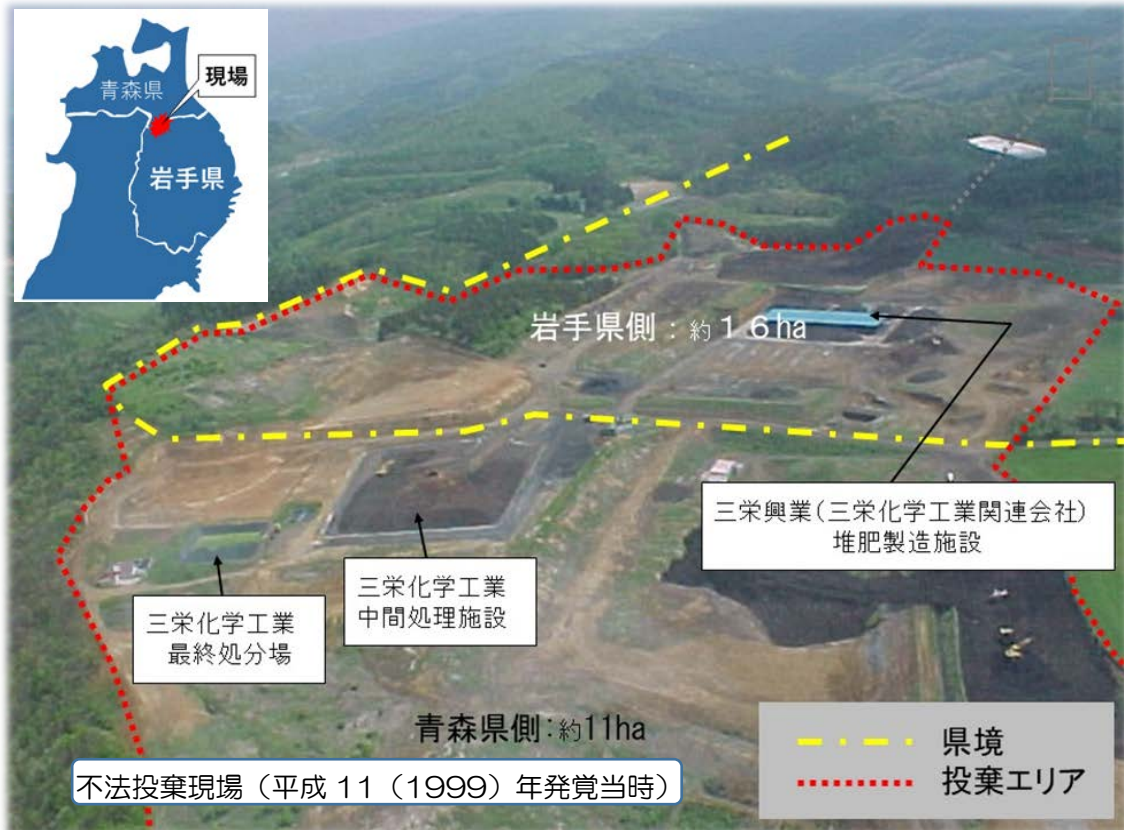 青森県
現場
岩手県
岩手県側：約１６ha
三栄興業(三栄化学工業関連会社)
堆肥製造施設
三栄化学工業
中間処理施設
三栄化学工業
最終処分場
青森県側：約11ha
不法投棄現場（平成 11（1999）年発覚当時）
県境
投棄エリア